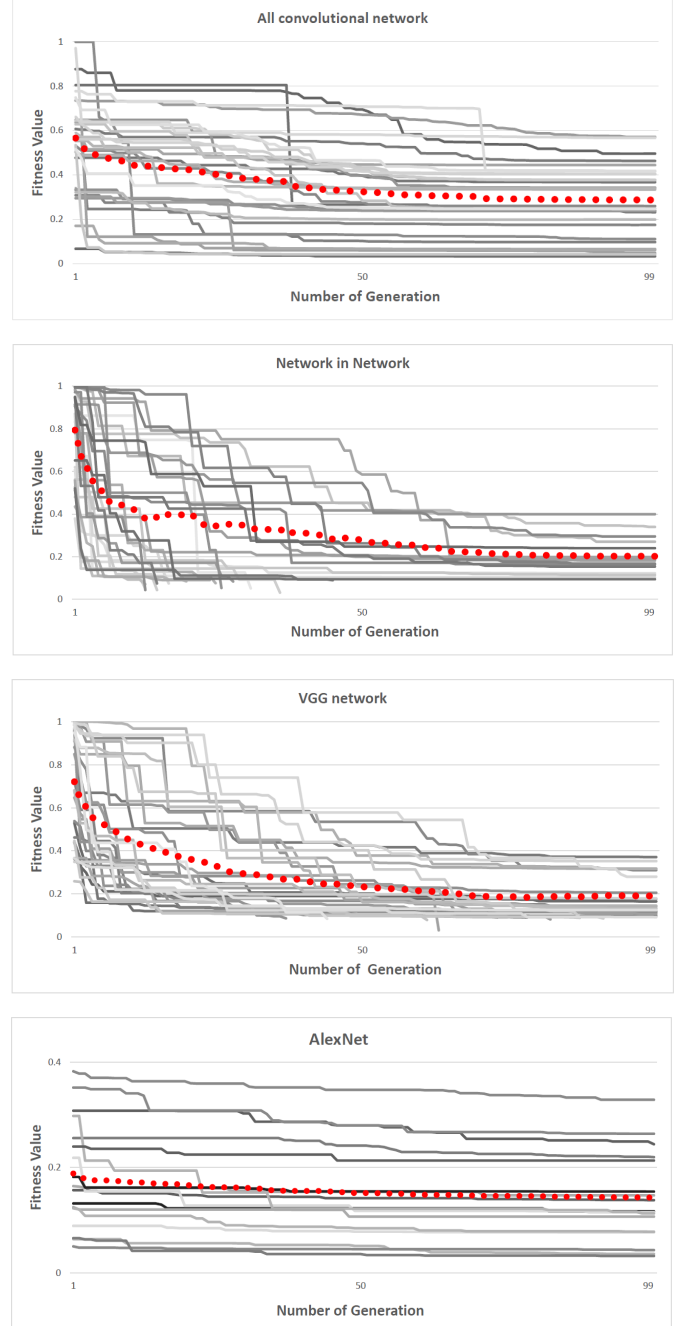 All convolutional network
1
0.8
0.6
0.4
0.2
0
Fitness Value
1 50 99
Number of Generation
Network in Network
1
0.8
0.6
0.4
0.2
0
Fitness Value
1 50 99
Number of Generation
VGG network
1
0.8
0.6
0.4
0.2
0
Fitness Value
1 50 99
Number of Generation
AlexNet
0.4
0.2
0
Fitness Value
1 50 99
Number of Generation